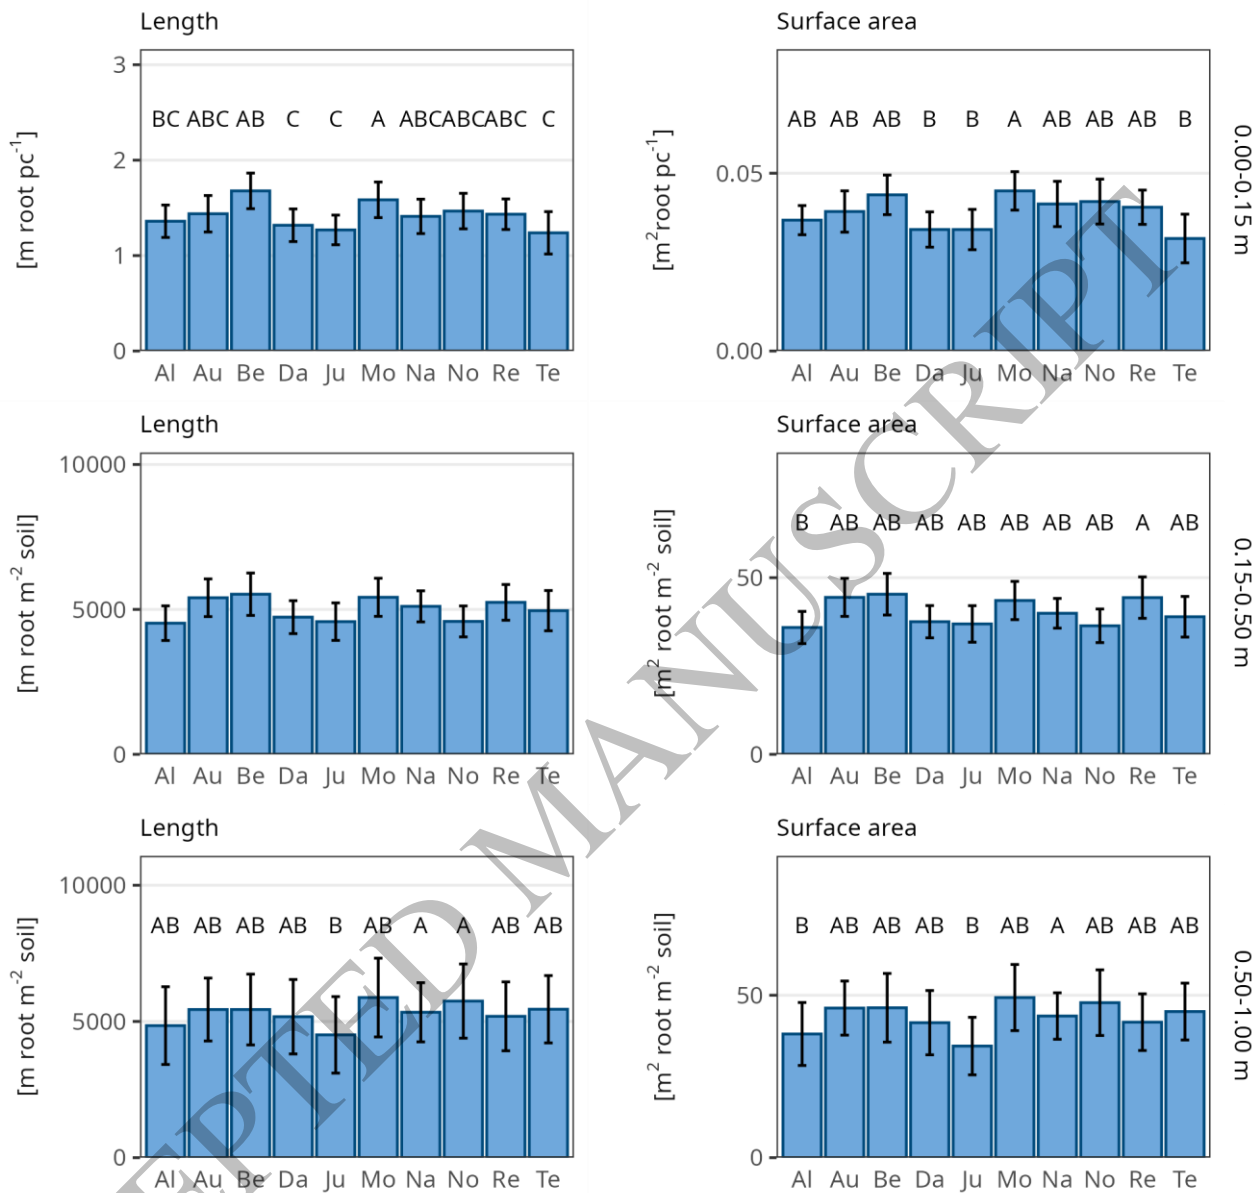 Length
Surface area
[m root pc⁻¹]
3
2
1
0
BC ABC AB C C A ABC ABC ABC C
Al Au Be Da Ju Mo Na No Re Te
[m² root pc⁻¹]
0.05
0.00
AB AB AB B B A AB AB AB B
Al Au Be Da Ju Mo Na No Re Te
0.00-0.15 m
Length
Surface area
[m root m⁻² soil]
10000
5000
0
Al Au Be Da Ju Mo Na No Re Te
[m² root m⁻² soil]
50
0
B AB AB AB AB AB AB AB A AB
Al Au Be Da Ju Mo Na No Re Te
0.15-0.50 m
Length
Surface area
[m root m⁻² soil]
10000
5000
0
AB AB AB AB B AB A A AB AB
Al Au Be Da Ju Mo Na No Re Te
[m² root m⁻² soil]
50
0
B AB AB AB B AB A AB AB AB
Al Au Be Da Ju Mo Na No Re Te
0.50-1.00 m
EPTED MANUSCRIPT